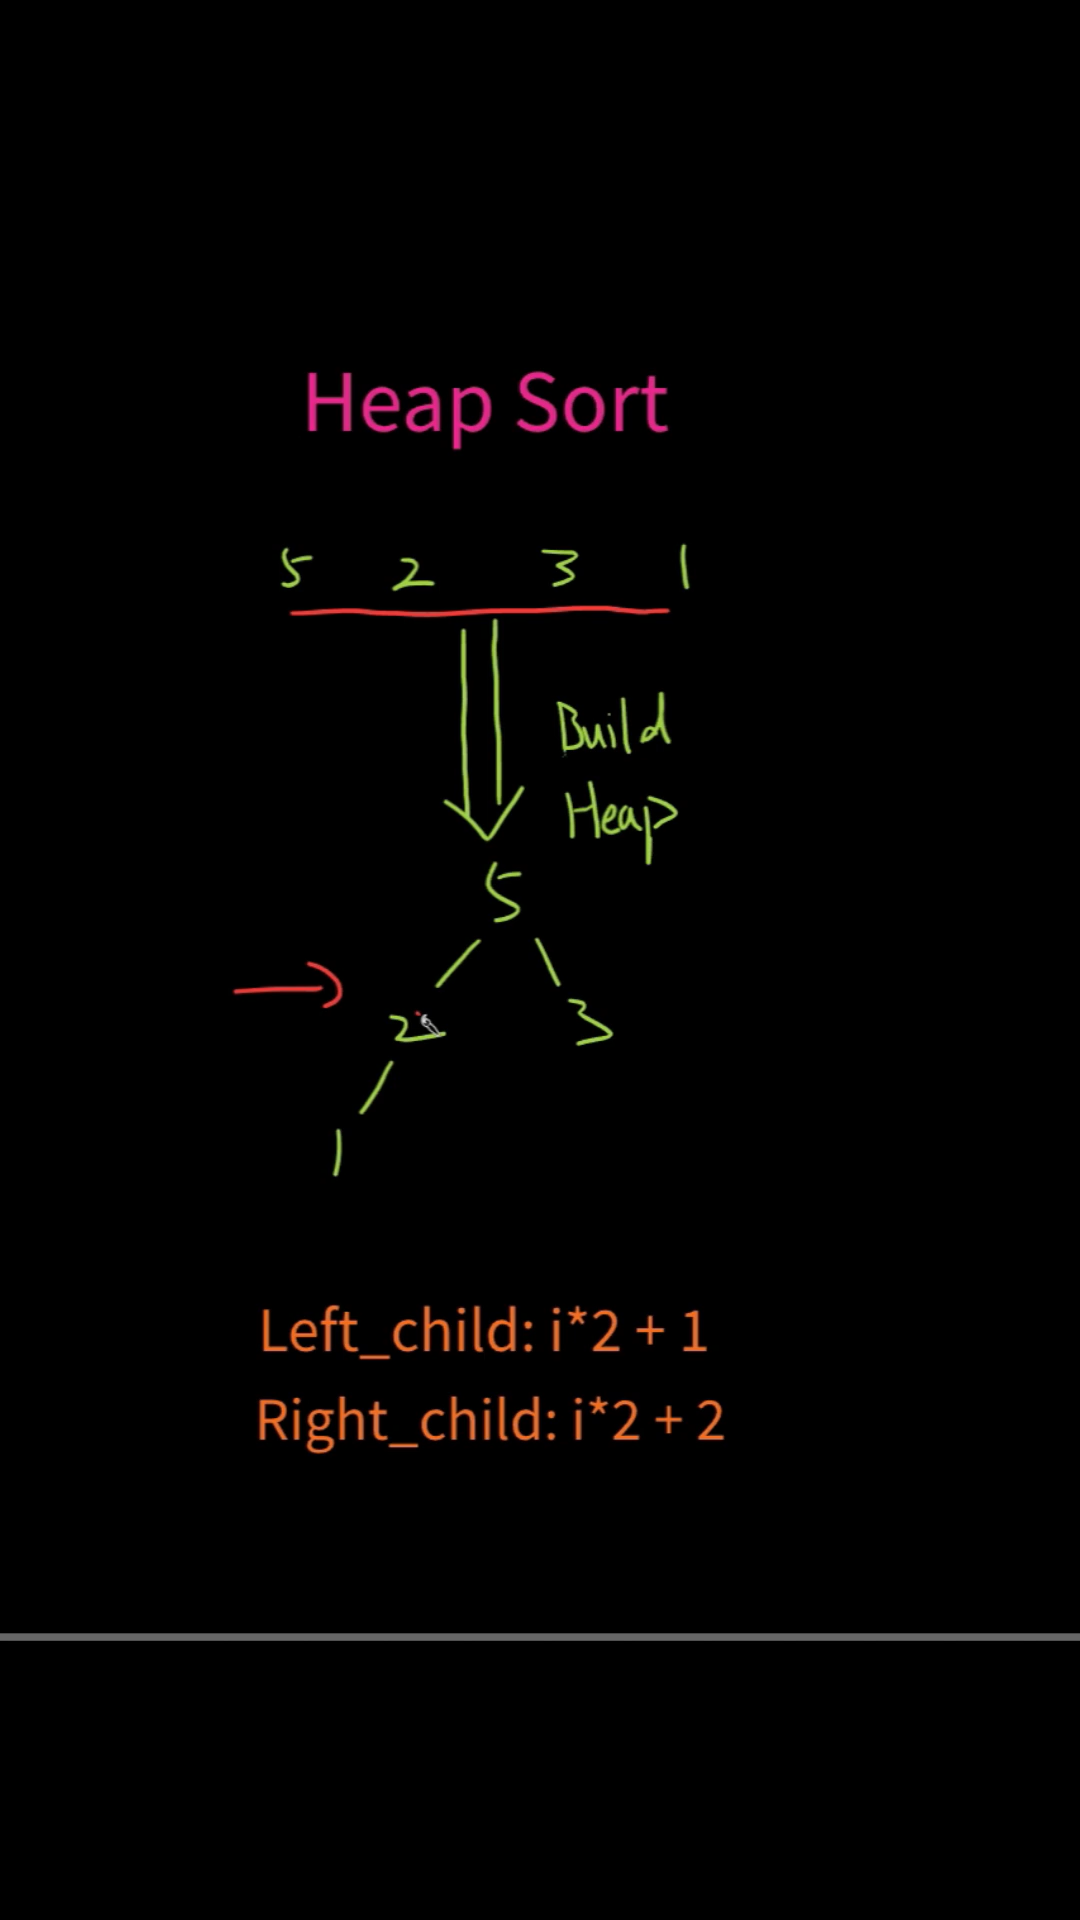 Heap Sort
5 2 3 1
Build
Heap
5
2 3
1
Left_child: i*2 + 1
Right_child: i*2 + 2